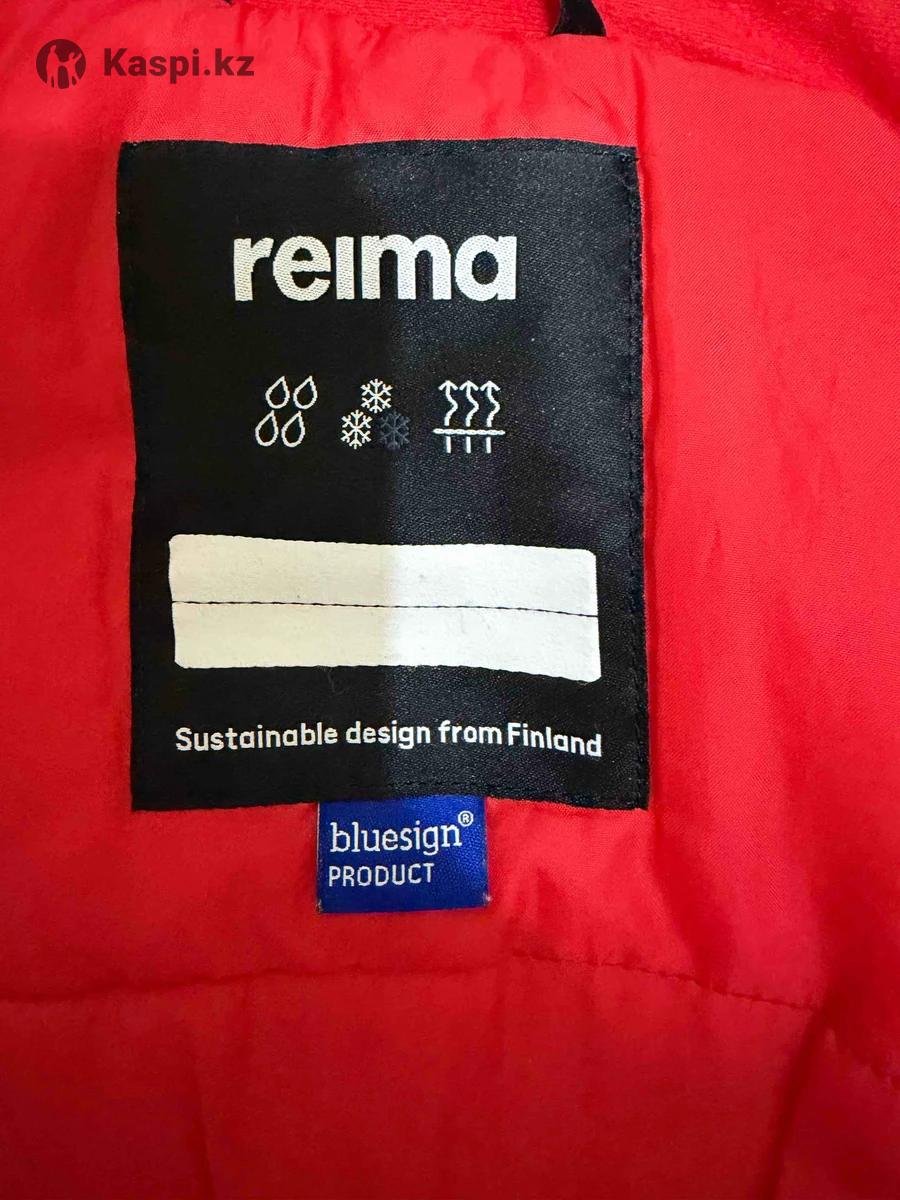 Kaspi.kz
reima
Sustainable design from Finland
bluesign®
PRODUCT